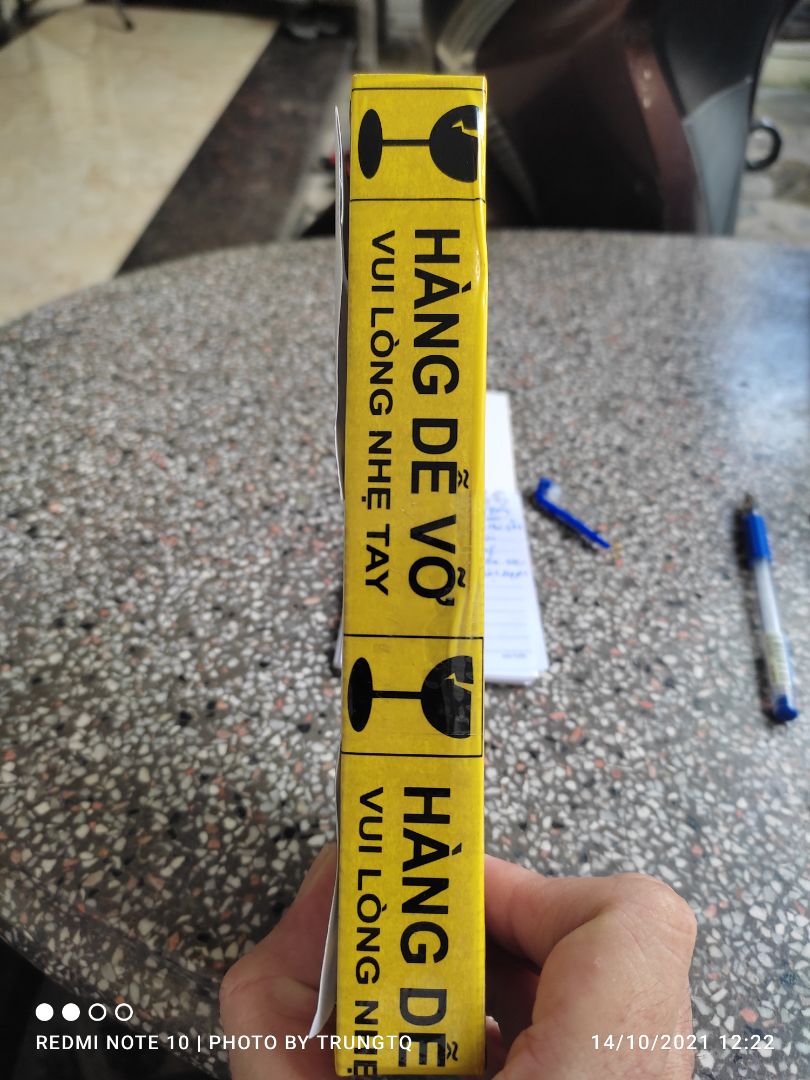 HÀNG DỄ VỠ
VUI LÒNG NHẸ TAY
HÀNG DỄ
VUI LÒNG NHẸ
REDMI NOTE 10 | PHOTO BY TRUNGTQ
14/10/2021 12:22